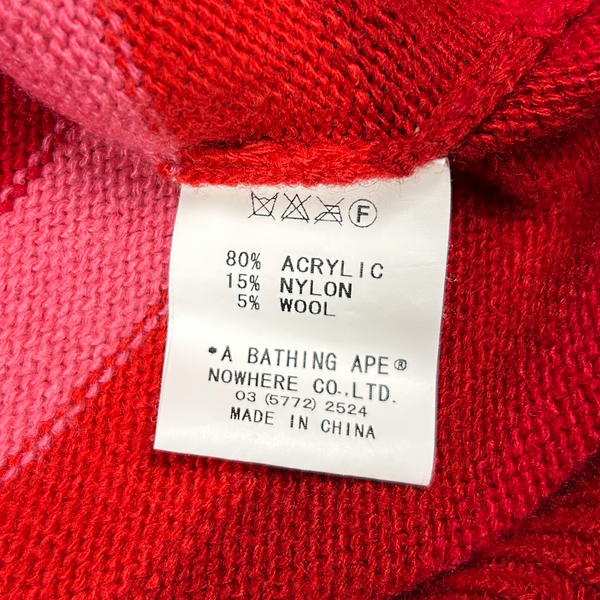 F
80% ACRYLIC
15% NYLON
5% WOOL
*A BATHING APE®
NOWHERE CO.,LTD.
03 (5772) 2524
MADE IN CHINA